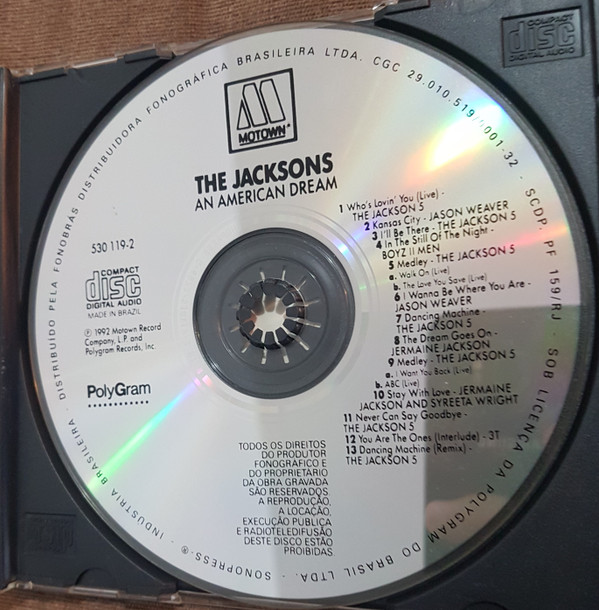 DISTRIBUÍDO PELA FONOBRÁS DISTRIBUIDORA FONOGRÁFICA BRASILEIRA LTDA. CGC 29.010.519/0001-32 · SCDP. PF 159/RJ · SOB LICENÇA DA POLYGRAM DO BRASIL LTDA. · SONOPRESS-® · INDUSTRIA BRASILEIRA ·
COMPACT
disc
DIGITAL AUDIO
MOTOWN®
THE JACKSONS
AN AMERICAN DREAM
530 119-2
COMPACT
disc
DIGITAL AUDIO
MADE IN BRAZIL
℗ 1992 Motown Record
Company, L.P. and
Polygram Records, Inc.
PolyGram
1 Who's Lovin' You (Live) -
THE JACKSON 5
2 Kansas City - JASON WEAVER
3 I'll Be There - THE JACKSON 5
4 In The Still Of The Night -
BOYZ II MEN
5 Medley - THE JACKSON 5
a. Walk On (Live)
b. The Love You Save (Live)
6 I Wanna Be Where You Are -
JASON WEAVER
7 Dancing Machine -
THE JACKSON 5
8 The Dream Goes On -
JERMAINE JACKSON
9 Medley - THE JACKSON 5
a. I Want You Back (Live)
b. ABC (Live)
10 Stay With Love - JERMAINE
JACKSON AND SYREETA WRIGHT
11 Never Can Say Goodbye -
THE JACKSON 5
12 You Are The Ones (Interlude) - 3T
13 Dancing Machine (Remix) -
THE JACKSON 5
TODOS OS DIREITOS
DO PRODUTOR
FONOGRÁFICO E
DO PROPRIETÁRIO
DA OBRA GRAVADA
SÃO RESERVADOS.
A REPRODUÇÃO,
A LOCAÇÃO,
EXECUÇÃO PÚBLICA
E RADIOTELEDIFUSÃO
DESTE DISCO ESTÃO
PROIBIDAS.